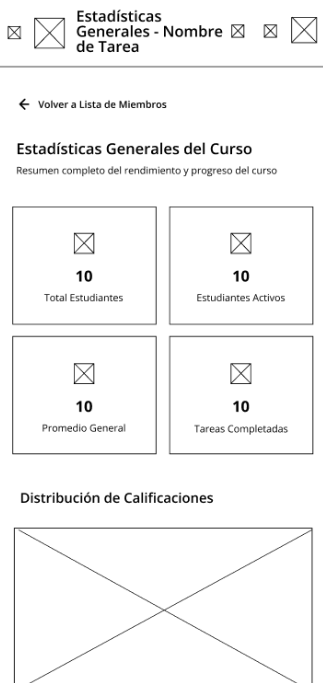 Estadísticas
Generales - Nombre
de Tarea
Volver a Lista de Miembros
Estadísticas Generales del Curso
Resumen completo del rendimiento y progreso del curso
10
Total Estudiantes
10
Estudiantes Activos
10
Promedio General
10
Tareas Completadas
Distribución de Calificaciones